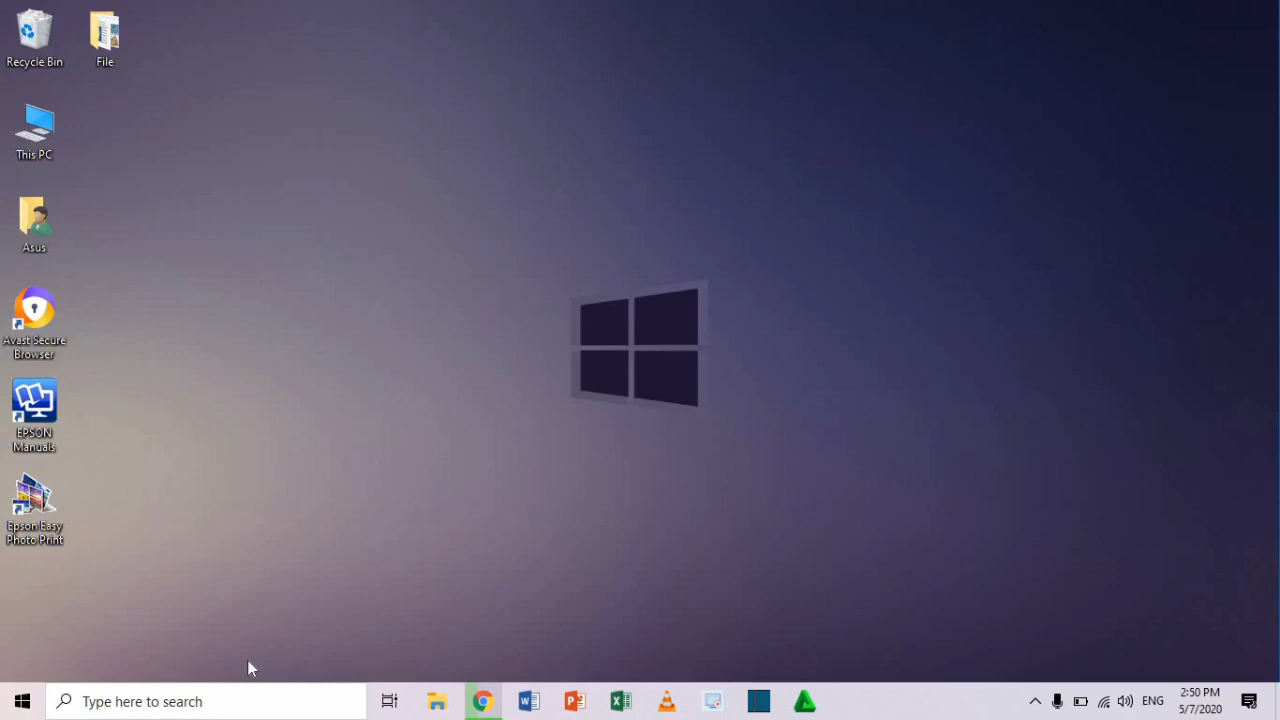 Recycle Bin
File
This PC
Asus
Avast Secure
Browser
EPSON
Manuals
Epson Easy
Photo Print
Type here to search
ENG
2:50 PM
5/7/2020